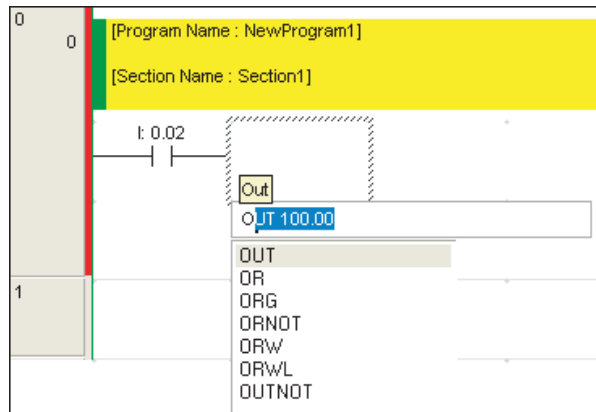 0
0
[Program Name : NewProgram1]
[Section Name : Section1]
I: 0.02
Out
OUT 100.00
OUT
OR
ORG
ORNOT
ORW
ORWL
OUTNOT
1